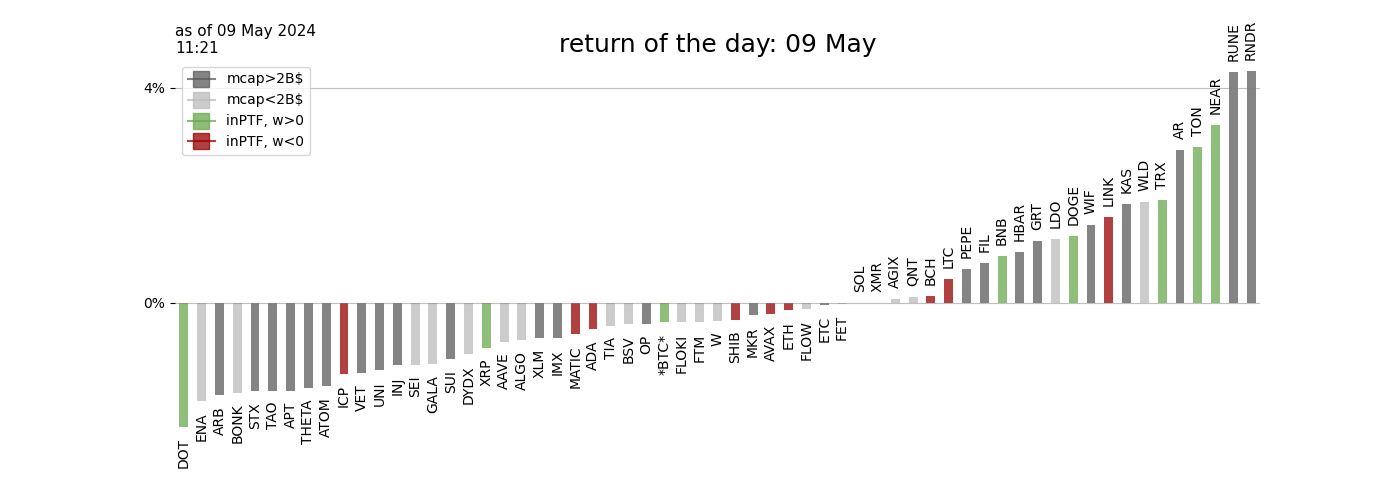 as of 09 May 2024
11:21
return of the day: 09 May
mcap>2B$
mcap<2B$
inPTF, w>0
inPTF, w<0
4%
0%
DOT
ENA
ARB
BONK
STX
TAO
APT
THETA
ATOM
ICP
VET
UNI
INJ
SEI
GALA
SUI
DYDX
XRP
AAVE
ALGO
XLM
IMX
MATIC
ADA
TIA
BSV
OP
*BTC*
FLOKI
FTM
W
SHIB
MKR
AVAX
ETH
FLOW
ETC
FET
SOL
XMR
AGIX
QNT
BCH
LTC
PEPE
FIL
BNB
HBAR
GRT
LDO
DOGE
WIF
LINK
KAS
WLD
TRX
AR
TON
NEAR
RUNE
RNDR